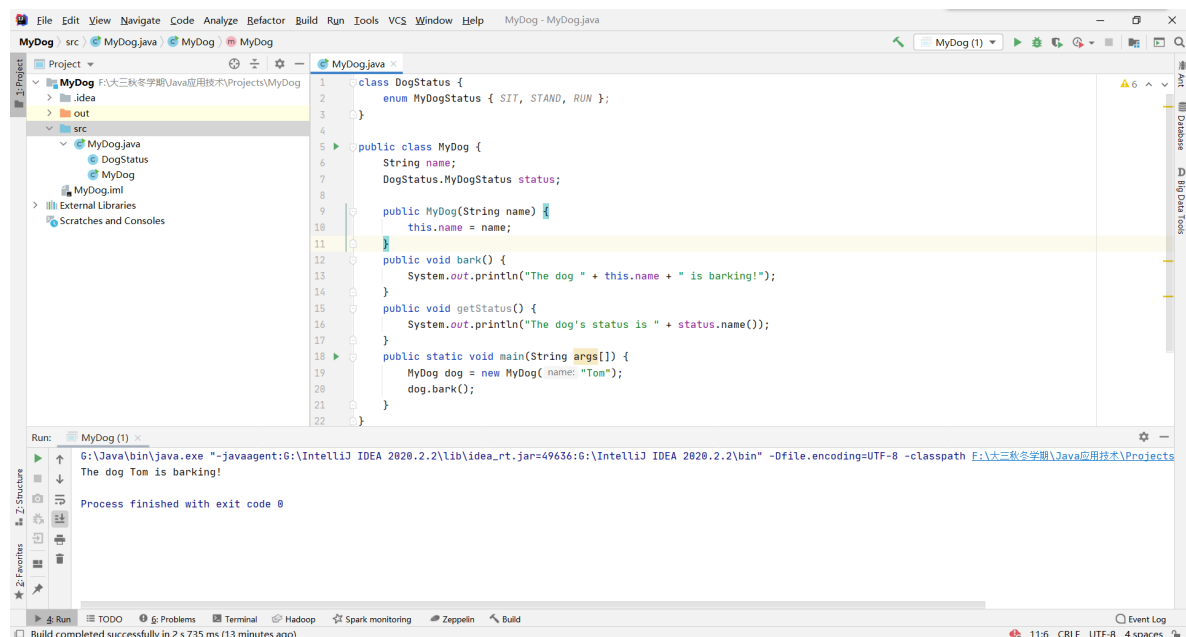 File Edit View Navigate Code Analyze Refactor Build Run Tools VCS Window Help MyDog - MyDog.java
MyDog src MyDog.java MyDog MyDog MyDog (1)
Project MyDog.java
1: Project
MyDog F:\大三秋冬学期\Java应用技术\Projects\MyDog
.idea
out
src
MyDog.java
DogStatus
MyDog
MyDog.iml
External Libraries
Scratches and Consoles
1 class DogStatus {
2 enum MyDogStatus { SIT, STAND, RUN };
3 }
4
5 public class MyDog {
6 String name;
7 DogStatus.MyDogStatus status;
8
9 public MyDog(String name) {
10 this.name = name;
11 }
12 public void bark() {
13 System.out.println("The dog " + this.name + " is barking!");
14 }
15 public void getStatus() {
16 System.out.println("The dog's status is " + status.name());
17 }
18 public static void main(String args[]) {
19 MyDog dog = new MyDog( name: "Tom");
20 dog.bark();
21 }
22 }
6
Ant
Database
Big Data Tools
Run: MyDog (1)
G:\Java\bin\java.exe "-javaagent:G:\IntelliJ IDEA 2020.2.2\lib\idea_rt.jar=49636:G:\IntelliJ IDEA 2020.2.2\bin" -Dfile.encoding=UTF-8 -classpath F:\大三秋冬学期\Java应用技术\Projects
The dog Tom is barking!
Process finished with exit code 0
Z: Structure
2: Favorites
4: Run TODO 6: Problems Terminal Hadoop Spark monitoring Zeppelin Build Event Log
Build completed successfully in 2 s 735 ms (13 minutes ago) 11:6 CRLF UTF-8 4 spaces